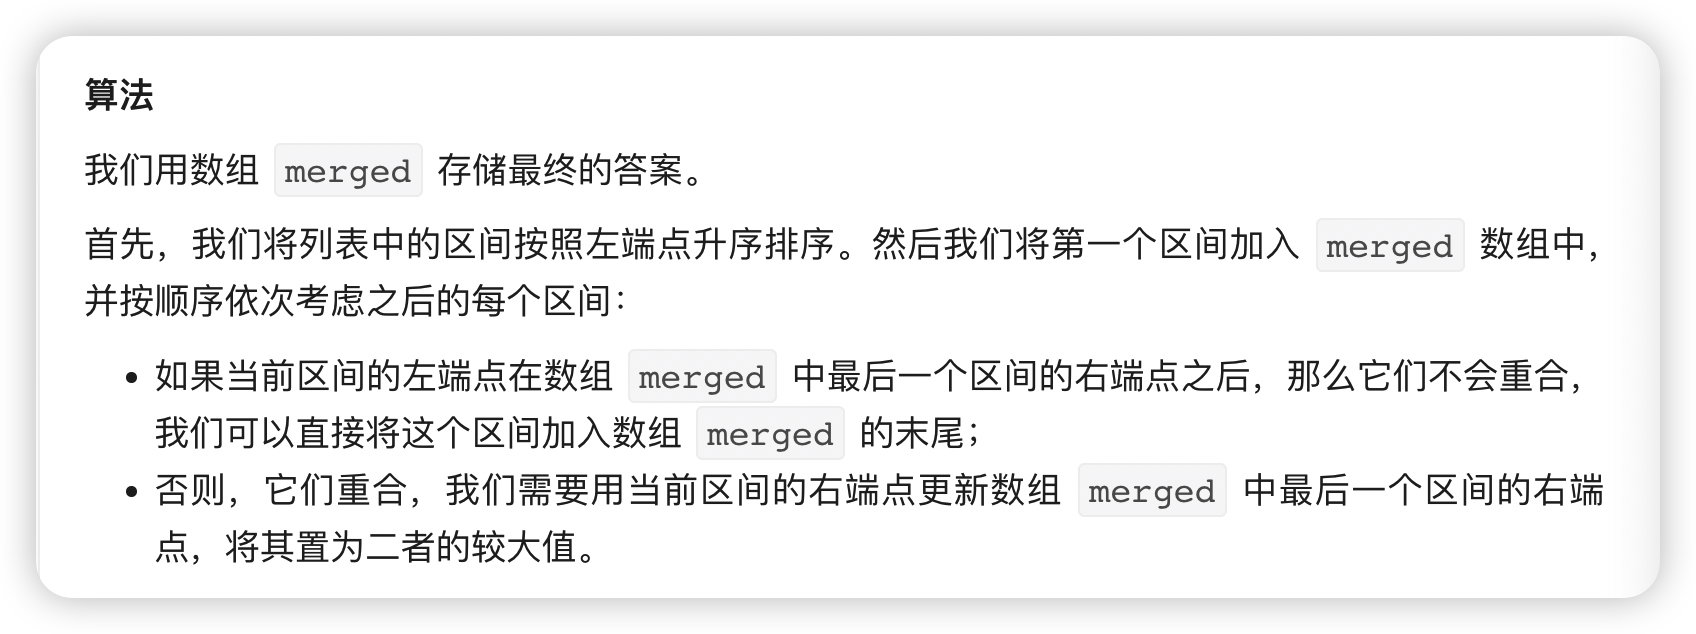 算法
我们用数组 merged 存储最终的答案。
首先，我们将列表中的区间按照左端点升序排序。然后我们将第一个区间加入 merged 数组中，
并按顺序依次考虑之后的每个区间：
• 如果当前区间的左端点在数组 merged 中最后一个区间的右端点之后，那么它们不会重合，
我们可以直接将这个区间加入数组 merged 的末尾；
• 否则，它们重合，我们需要用当前区间的右端点更新数组 merged 中最后一个区间的右端
点，将其置为二者的较大值。